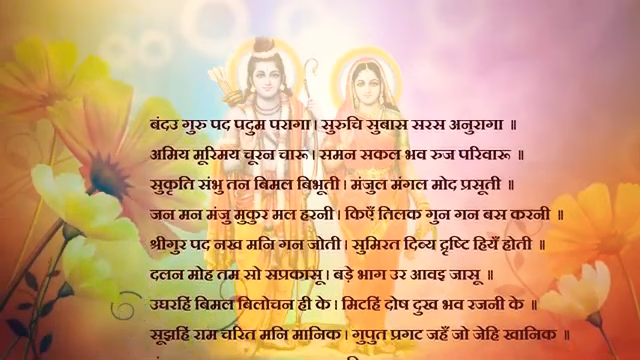 बंदउ गुरु पद पदुम परागा। सुरुचि सुबास सरस अनुरागा ॥
अमिय मूरिमय चूरन चारू। समन सकल भव रुज परिवारू ॥
सुकृति संभु तन बिमल बिभूती। मंजुल मंगल मोद प्रसूती ॥
जन मन मंजु मुकुर मल हरनी। किएँ तिलक गुन गन बस करनी ॥
श्रीगुर पद नख मनि गन जोती। सुमिरत दिब्य दृष्टि हियँ होती ॥
दलन मोह तम सो सप्रकासू। बड़े भाग उर आवइ जासू ॥
उघरहिं बिमल बिलोचन ही के। मिटहिं दोष दुख भव रजनी के ॥
सूझहिं राम चरित मनि मानिक। गुपुत प्रगट जहँ जो जेहि खानिक ॥